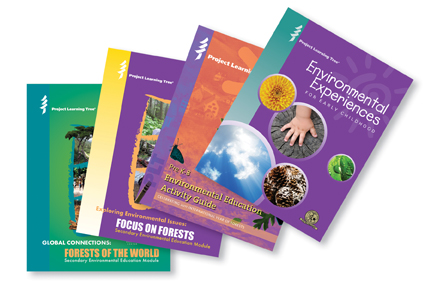 Project Learning Tree®
GLOBAL CONNECTIONS:
FORESTS OF THE WORLD
Secondary Environmental Education Module
Project Learning Tree®
Exploring Environmental Issues:
FOCUS ON FORESTS
Secondary Environmental Education Module
Project Learni
Pre K-8
Environmental Education
Activity Guide
Project Learning Tree®
Environmental
Experiences
FOR EARLY CHILDHOOD